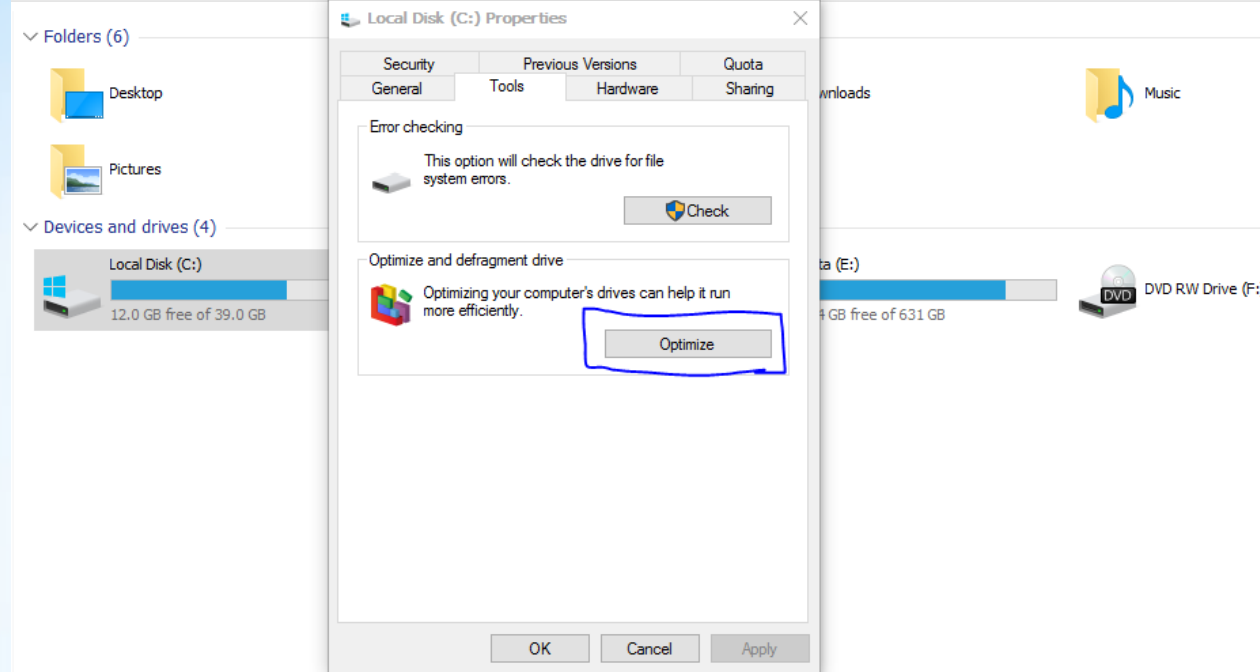 Local Disk (C:) Properties
Folders (6)
Desktop
Pictures
Devices and drives (4)
Local Disk (C:)
12.0 GB free of 39.0 GB
Security Previous Versions Quota
General Tools Hardware Sharing
Error checking
This option will check the drive for file
system errors.
Check
Optimize and defragment drive
Optimizing your computer's drives can help it run
more efficiently.
Optimize
OK Cancel Apply
wnloads
Music
ta (E:)
4 GB free of 631 GB
DVD
DVD RW Drive (F: